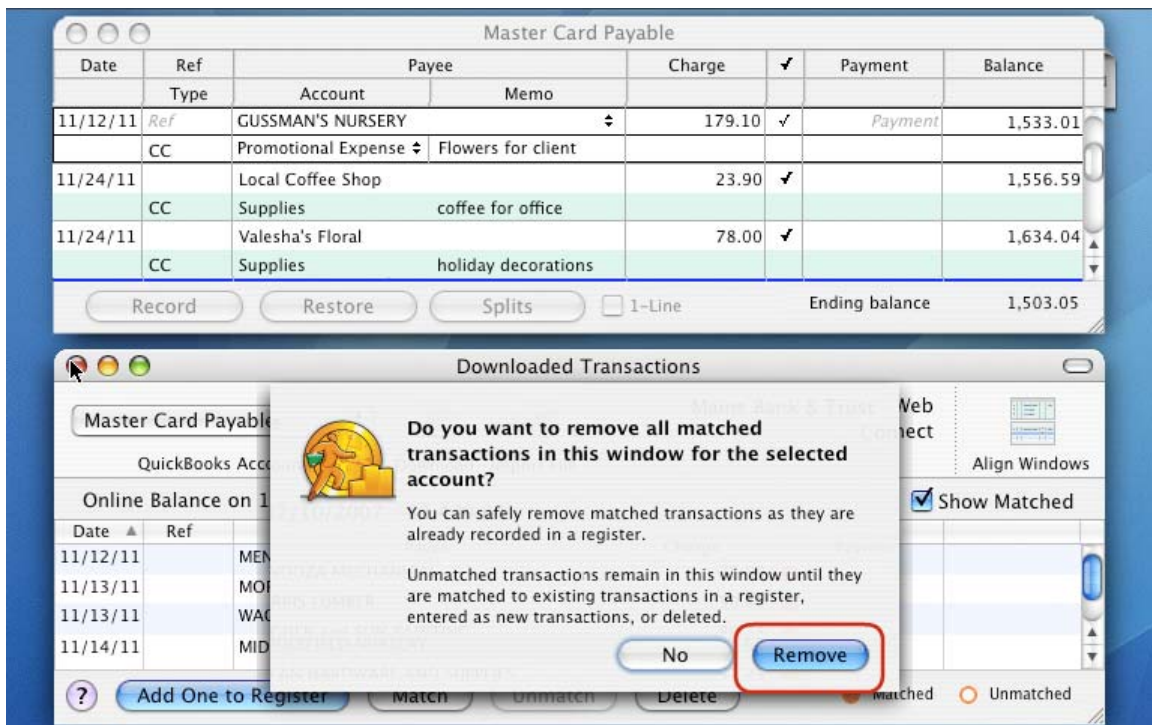 Master Card Payable
Date Ref Payee Charge ✓ Payment Balance
Type Account Memo
11/12/11 Ref GUSSMAN'S NURSERY 179.10 ✓ Payment 1,533.01
CC Promotional Expense Flowers for client
11/24/11 Local Coffee Shop 23.90 ✓ 1,556.59
CC Supplies coffee for office
11/24/11 Valesha's Floral 78.00 ✓ 1,634.04
CC Supplies holiday decorations
Record Restore Splits 1-Line Ending balance 1,503.05
Downloaded Transactions
Master Card Payable Web
QuickBooks Align Windows
Online Balance on Show Matched
Do you want to remove all matched
transactions in this window for the selected
account?
You can safely remove matched transactions as they are
already recorded in a register.
Unmatched transactions remain in this window until they
are matched to existing transactions in a register,
entered as new transactions, or deleted.
No Remove
Date Ref
11/12/11
11/13/11
11/13/11
11/14/11
? Add One to Register Match Unmatch Delete Matched Unmatched